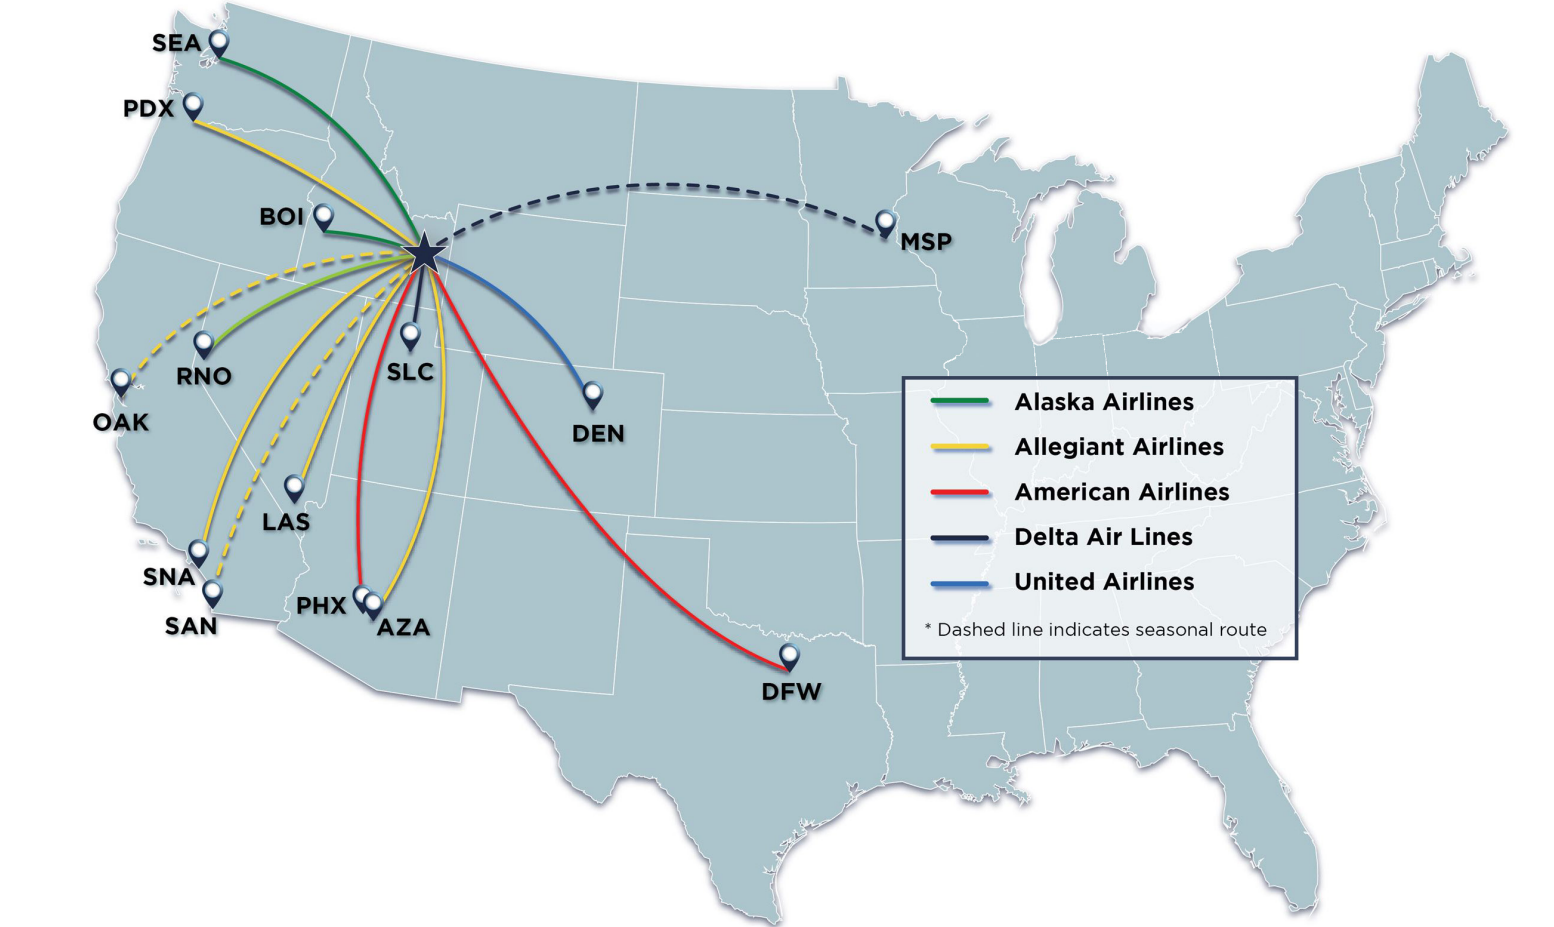 SEA
PDX
BOI
MSP
RNO
SLC
OAK
DEN
LAS
SNA
SAN
PHX
AZA
DFW
Alaska Airlines
Allegiant Airlines
American Airlines
Delta Air Lines
United Airlines
* Dashed line indicates seasonal route